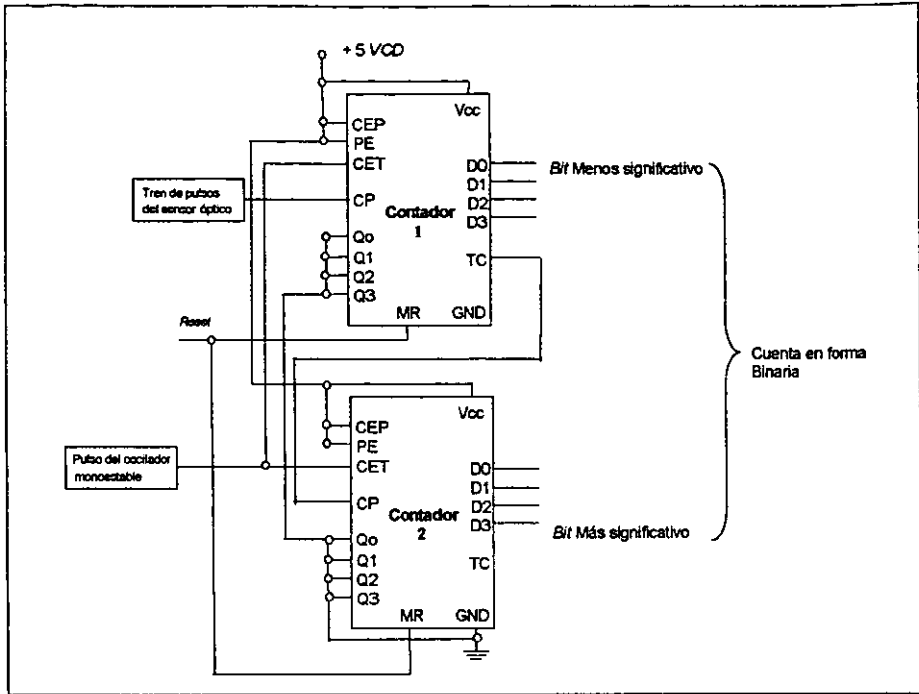 + 5 VCD
Vcc
CEP
PE
CET
CP
Contador
1
Qo
Q1
Q2
Q3
MR
GND
D0
D1
D2
D3
TC
Bit Menos significativo
Tren de pulsos
del sensor óptico
Reset
Cuenta en forma
Binaria
Pulso del oscilador
monoestable
Vcc
CEP
PE
CET
CP
Contador
2
Qo
Q1
Q2
Q3
MR
GND
D0
D1
D2
D3
TC
Bit Más significativo